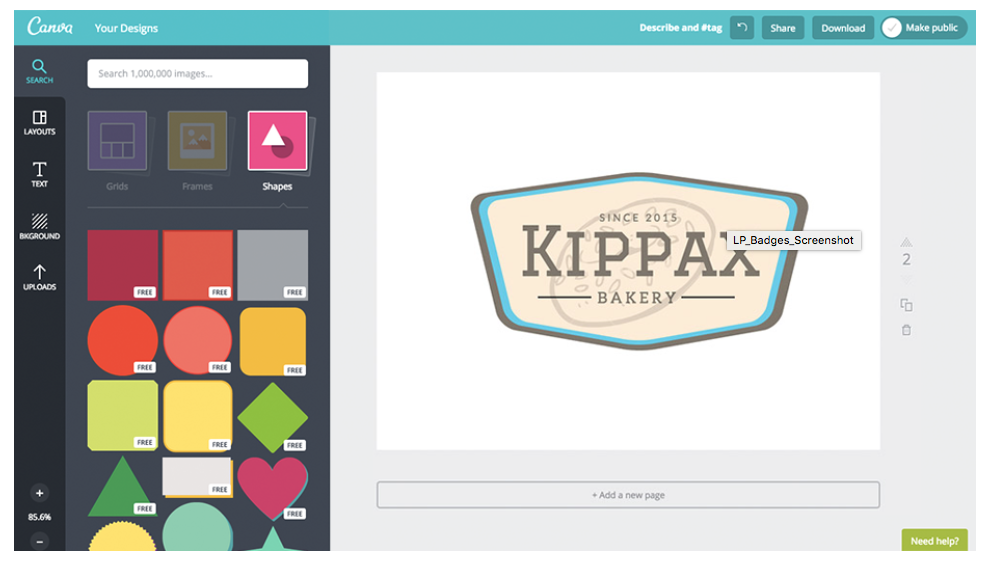 Canva
Your Designs
Describe and #tag
Share
Download
Make public
SEARCH
LAYOUTS
TEXT
BKGROUND
UPLOADS
85.6%
Search 1,000,000 images...
Grids
Frames
Shapes
FREE
FREE
FREE
FREE
FREE
FREE
FREE
FREE
FREE
FREE
FREE
FREE
SINCE 2015
KIPPAX
BAKERY
LP_Badges_Screenshot
2
+ Add a new page
Need help?